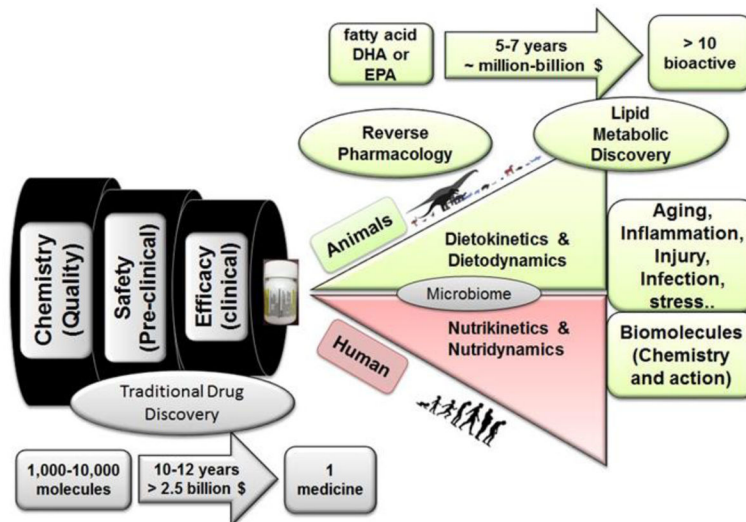 fatty acid
DHA or
EPA
5-7 years
~ million-billion $
> 10
bioactive
Reverse
Pharmacology
Lipid
Metabolic
Discovery
Animals
Dietokinetics &
Dietodynamics
Aging,
Inflammation,
Injury,
Infection,
stress..
Microbiome
Chemistry
(Quality)
Safety
(Pre-clinical)
Efficacy
(clinical)
Human
Nutrikinetics &
Nutridynamics
Biomolecules
(Chemistry
and action)
Traditional Drug
Discovery
1,000-10,000
molecules
10-12 years
> 2.5 billion $
1
medicine